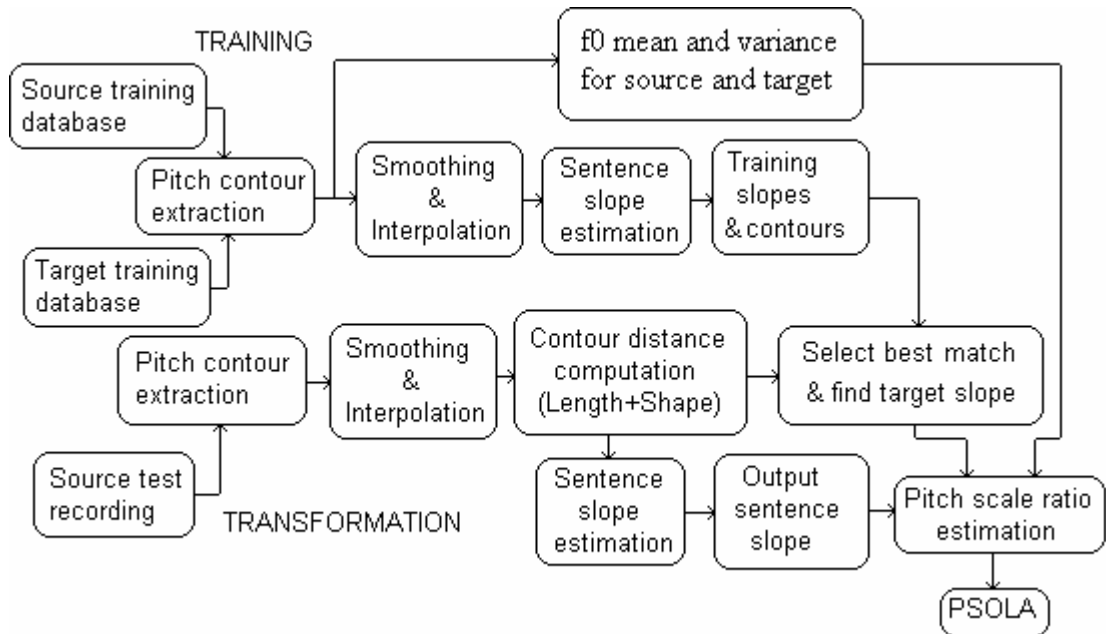 TRAINING
f0 mean and variance
for source and target
Source training
database
Pitch contour
extraction
Smoothing
&
Interpolation
Sentence
slope
estimation
Training
slopes
& contours
Target training
database
Pitch contour
extraction
Smoothing
&
Interpolation
Contour distance
computation
(Length+Shape)
Select best match
& find target slope
Source test
recording
TRANSFORMATION
Sentence
slope
estimation
Output
sentence
slope
Pitch scale ratio
estimation
PSOLA